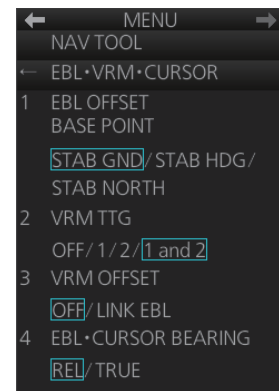 ← MENU →
NAV TOOL
← EBL•VRM•CURSOR
1 EBL OFFSET
BASE POINT
STAB GND/STAB HDG/
STAB NORTH
2 VRM TTG
OFF/1/2/1 and 2
3 VRM OFFSET
OFF/LINK EBL
4 EBL•CURSOR BEARING
REL/TRUE